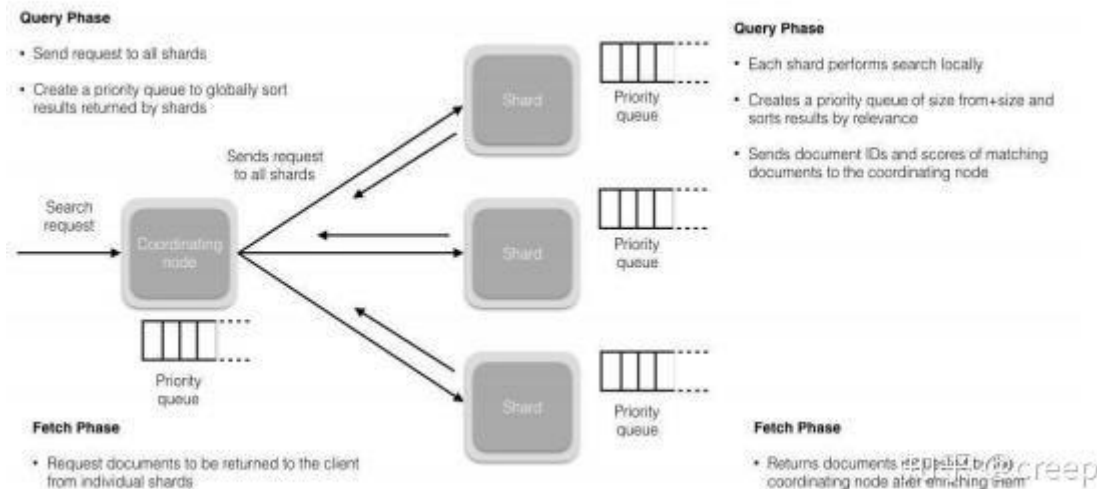 Query Phase
• Send request to all shards
• Create a priority queue to globally sort
results returned by shards
Sends request
to all shards
Search
request
Coordinating
node
Priority
queue
Fetch Phase
• Request documents to be returned to the client
from individual shards
Shard
Priority
queue
Shard
Priority
queue
Shard
Priority
queue
Query Phase
• Each shard performs search locally
• Creates a priority queue of size from+size and
sorts results by relevance
• Sends document IDs and scores of matching
documents to the coordinating node
Fetch Phase
• Returns documents by
coordinating node after enriching them
@creep